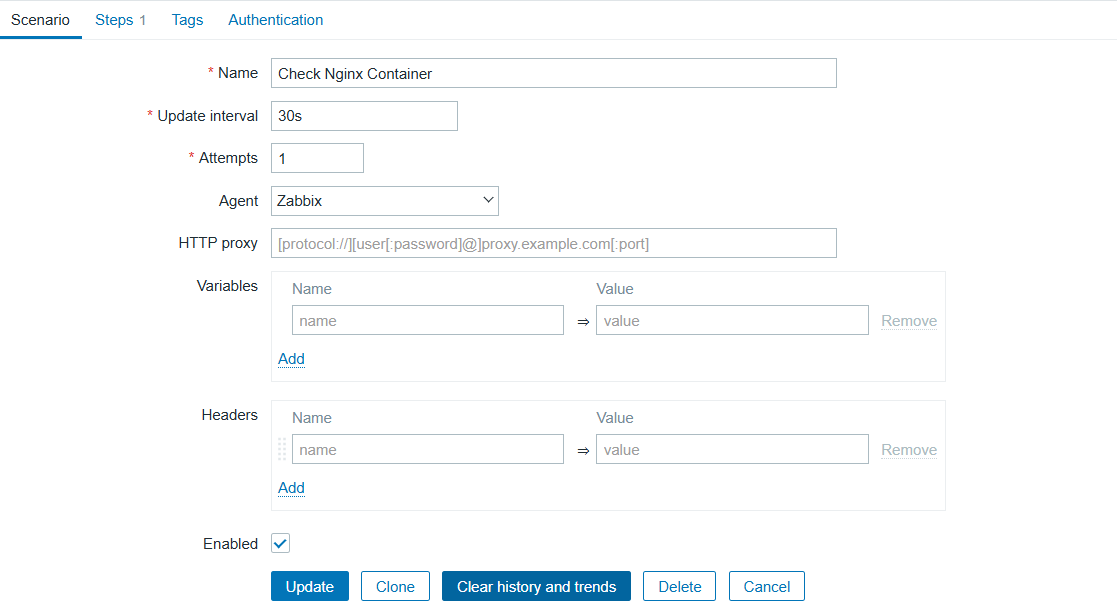 Scenario Steps 1 Tags Authentication
* Name Check Nginx Container
* Update interval 30s
* Attempts 1
Agent Zabbix
HTTP proxy [protocol://][user[:password]@]proxy.example.com[:port]
Variables Name Value
name ⇒ value Remove
Add
Headers Name Value
name ⇒ value Remove
Add
Enabled
Update Clone Clear history and trends Delete Cancel